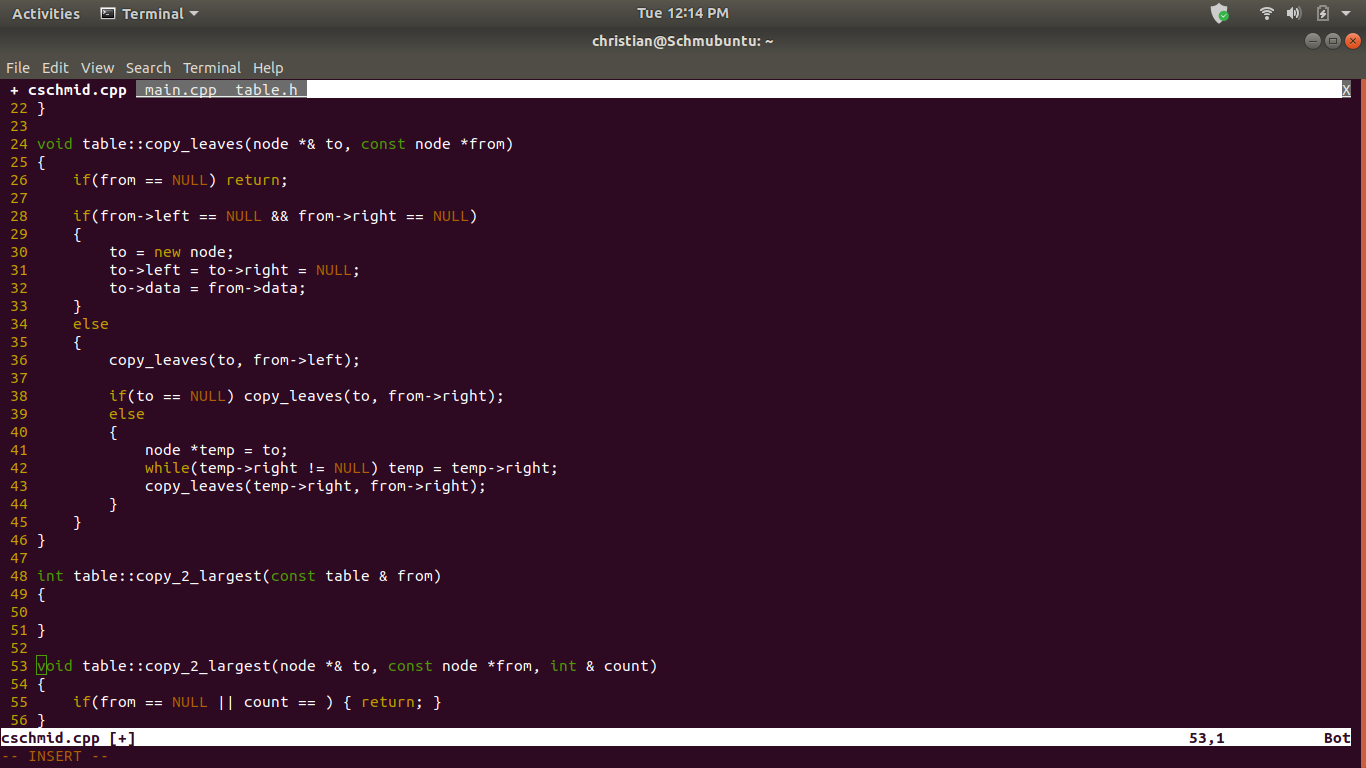 Activities Terminal Tue 12:14 PM
christian@Schmubuntu: ~
File Edit View Search Terminal Help
+ cschmid.cpp main.cpp table.h X
22 }
23
24 void table::copy_leaves(node *& to, const node *from)
25 {
26     if(from == NULL) return;
27
28     if(from->left == NULL && from->right == NULL)
29     {
30         to = new node;
31         to->left = to->right = NULL;
32         to->data = from->data;
33     }
34     else
35     {
36         copy_leaves(to, from->left);
37
38         if(to == NULL) copy_leaves(to, from->right);
39         else
40         {
41             node *temp = to;
42             while(temp->right != NULL) temp = temp->right;
43             copy_leaves(temp->right, from->right);
44         }
45     }
46 }
47
48 int table::copy_2_largest(const table & from)
49 {
50
51 }
52
53 void table::copy_2_largest(node *& to, const node *from, int & count)
54 {
55     if(from == NULL || count == ) { return; }
56 }
cschmid.cpp [+] 53,1 Bot
-- INSERT --